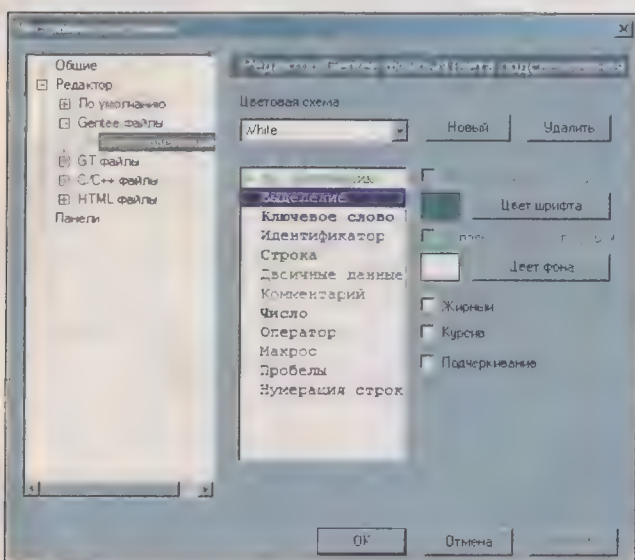 Общие
Редактор
По умолчанию
Gentee файлы
GT файлы
C/C++ файлы
HTML файлы
Панели
Цветовая схема
White
Новый
Удалить
Выделение
Ключевое слово
Идентификатор
Строка
Двоичные данные
Комментарий
Число
Оператор
Макрос
Пробелы
Нумерация строк
Цвет шрифта
Цвет фона
Жирный
Курсив
Подчеркивание
OK
Отмена